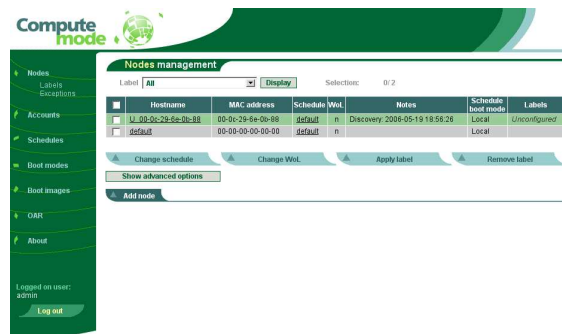 Compute
mode
Nodes
Labels
Exceptions
Accounts
Schedules
Boot modes
Boot images
OAR
About
Logged on user:
admin
Log out
Nodes management
Label All Display Selection: 0/2
Hostname MAC address Schedule WoL Notes Schedule boot mode Labels
U_00-0c-29-6e-0b-88 00-0c-29-6e-0b-88 default n Discovery: 2006-05-19 18:56:26 Local Unconfigured
default 00-00-00-00-00-00 default n Local
Change schedule Change WoL Apply label Remove label
Show advanced options
Add node